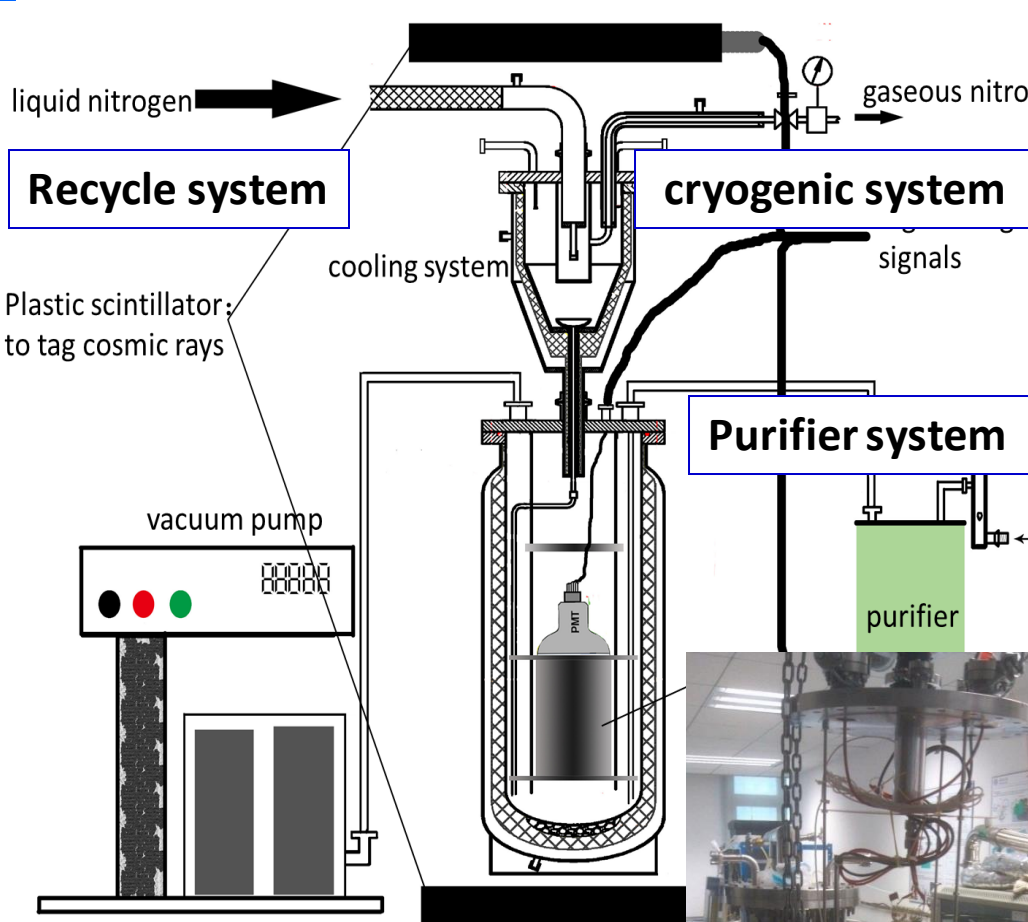 liquid nitrogen
gaseous nitro
Recycle system
cryogenic system
signals
cooling system
Plastic scintillator:
to tag cosmic rays
Purifier system
vacuum pump
88888
PMT
purifier